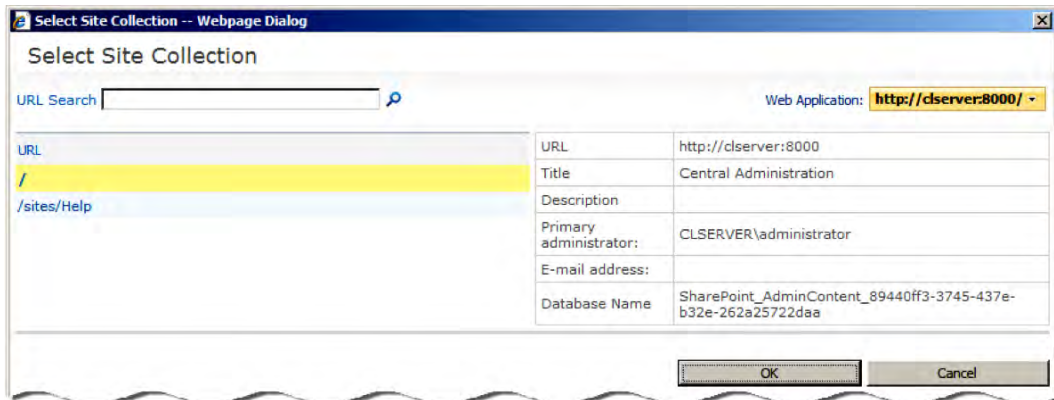 Select Site Collection -- Webpage Dialog
Select Site Collection
URL Search
Web Application: http://clserver:8000/
URL
/
/sites/Help
URL http://clserver:8000
Title Central Administration
Description
Primary
administrator: CLSERVER\administrator
E-mail address:
Database Name SharePoint_AdminContent_89440ff3-3745-437e-
b32e-262a25722daa
OK Cancel